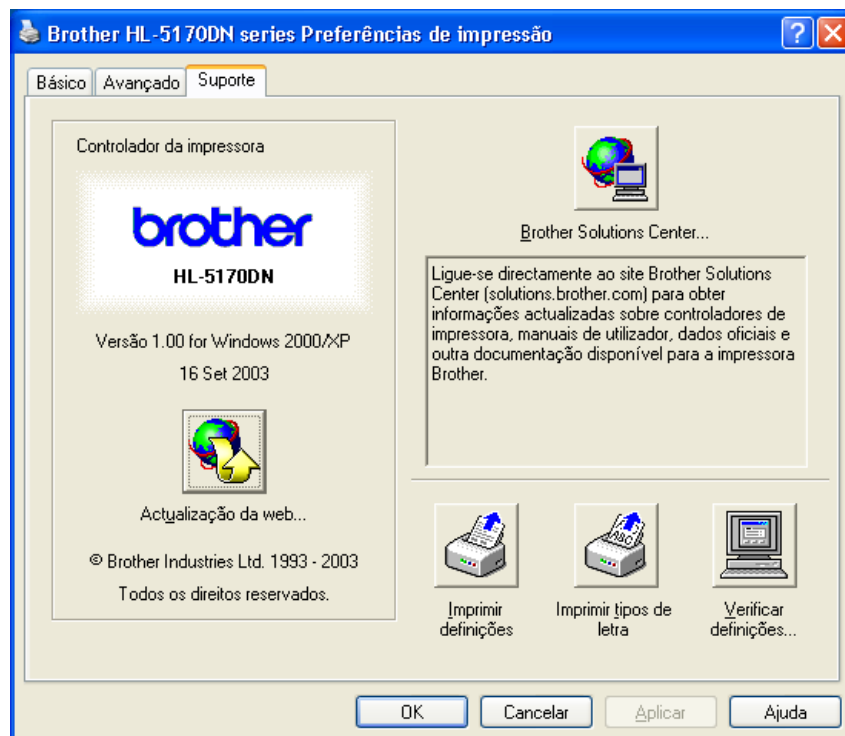 Brother HL-5170DN series Preferências de impressão
Básico
Avançado
Suporte
Controlador da impressora
brother
HL-5170DN
Versão 1.00 for Windows 2000/XP
16 Set 2003
Actualização da web...
© Brother Industries Ltd. 1993 - 2003
Todos os direitos reservados.
Brother Solutions Center...
Ligue-se directamente ao site Brother Solutions
Center (solutions.brother.com) para obter
informações actualizadas sobre controladores de
impressora, manuais de utilizador, dados oficiais e
outra documentação disponível para a impressora
Brother.
ABC
Imprimir
definições
Imprimir tipos de
letra
Verificar
definições...
OK
Cancelar
Aplicar
Ajuda